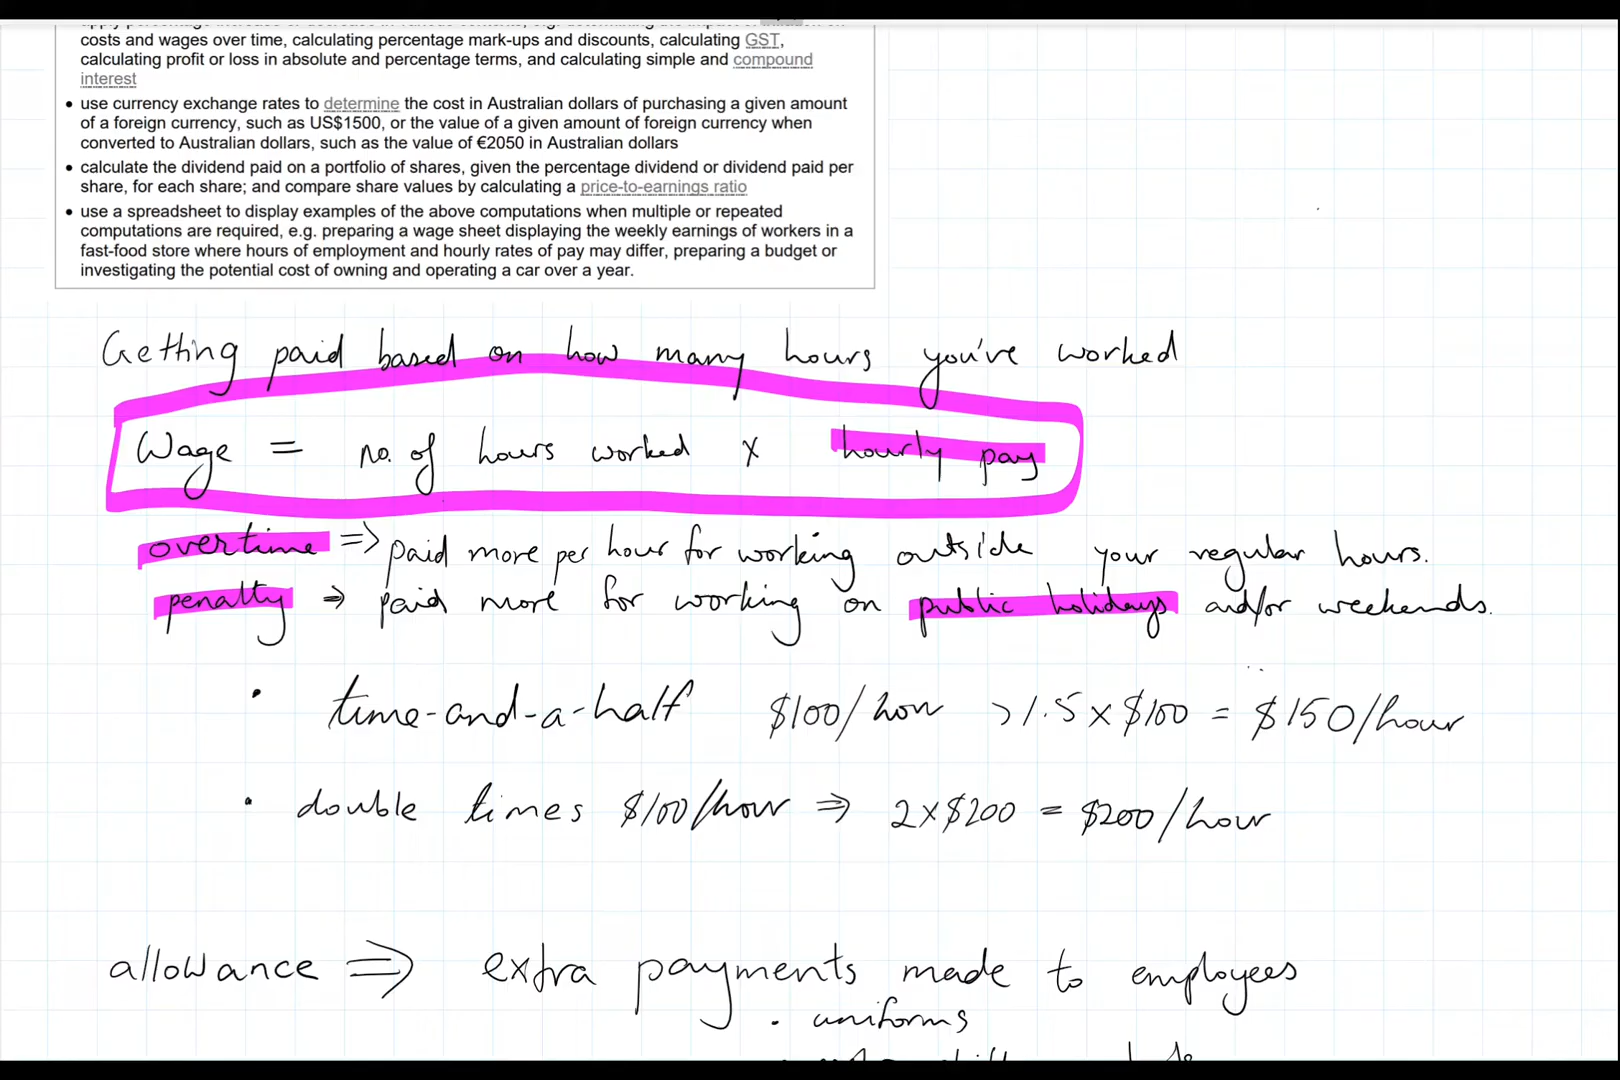 costs and wages over time, calculating percentage mark-ups and discounts, calculating GST,
calculating profit or loss in absolute and percentage terms, and calculating simple and compound
interest
• use currency exchange rates to determine the cost in Australian dollars of purchasing a given amount
of a foreign currency, such as US$1500, or the value of a given amount of foreign currency when
converted to Australian dollars, such as the value of €2050 in Australian dollars
• calculate the dividend paid on a portfolio of shares, given the percentage dividend or dividend paid per
share, for each share; and compare share values by calculating a price-to-earnings ratio
• use a spreadsheet to display examples of the above computations when multiple or repeated
computations are required, e.g. preparing a wage sheet displaying the weekly earnings of workers in a
fast-food store where hours of employment and hourly rates of pay may differ, preparing a budget or
investigating the potential cost of owning and operating a car over a year.
Getting paid based on how many hours you've worked
Wage = no. of hours worked x hourly pay
overtime => paid more per hour for working outside your regular hours.
penalty => paid more for working on public holidays and/or weekends.
• time-and-a-half $100/hour > 1.5 x $100 = $150/hour
• double times $100/hour => 2 x $200 = $200/hour
allowance => extra payments made to employees
• uniforms